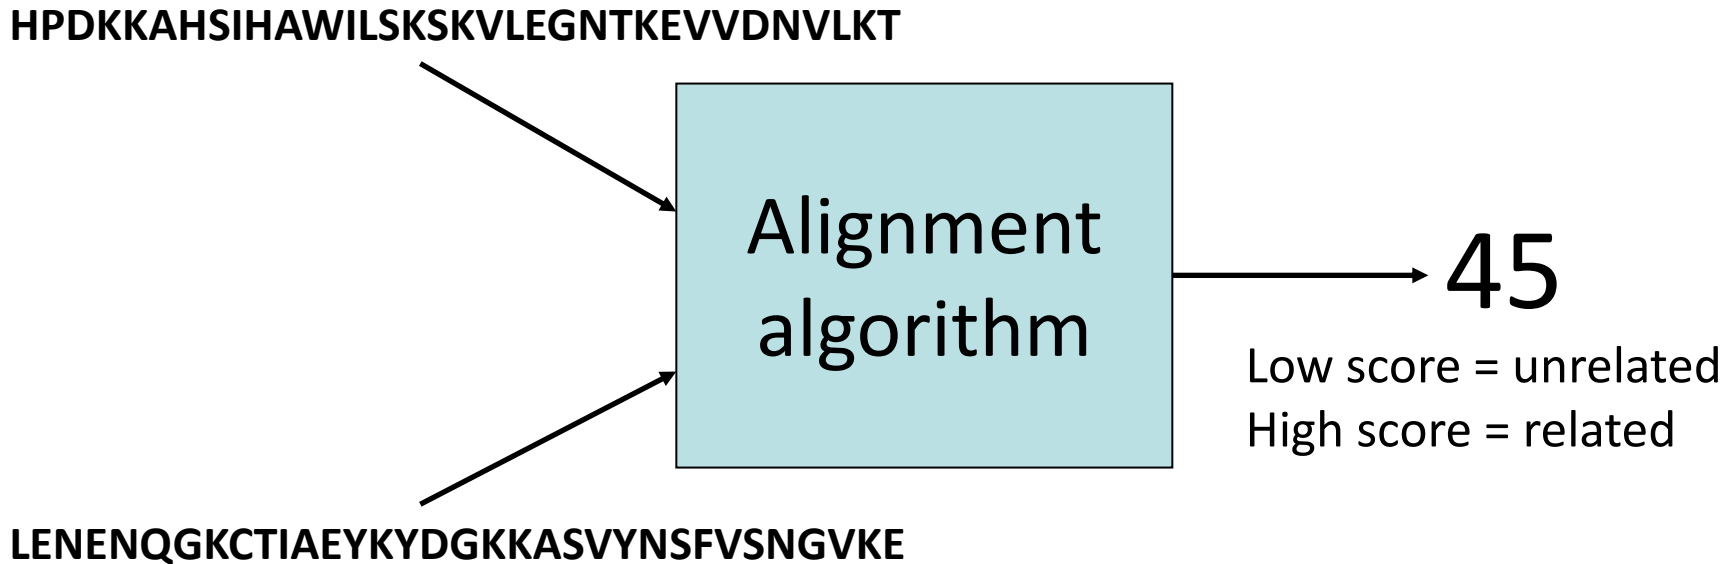 HPDKKAHSIHAWILSKSKVLEGNTKEVVDNVLKT
Alignment
algorithm
45
Low score = unrelated
High score = related
LENENQGKCTIAEYKYDGKKASVYNSFVSNGVKE